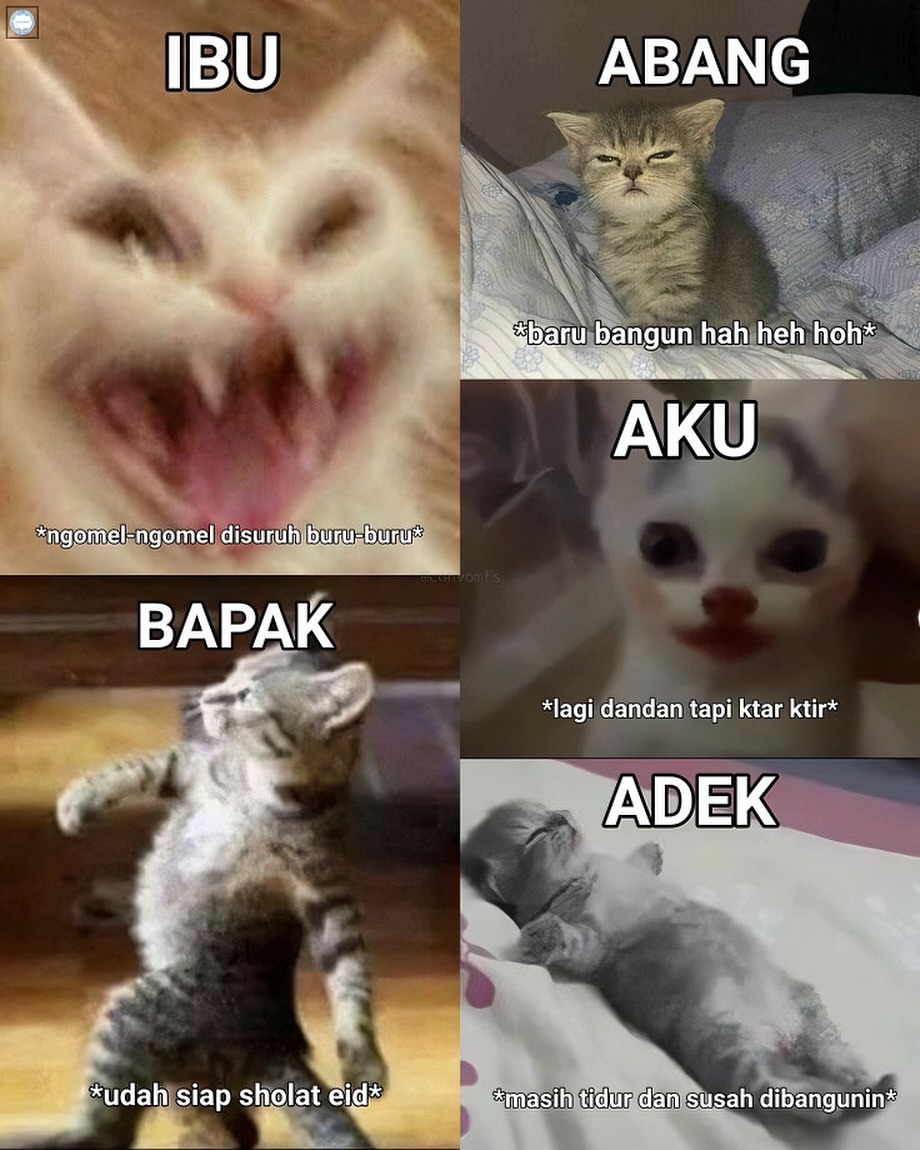 IBU
*ngomel-ngomel disuruh buru-buru*
ABANG
*baru bangun hah heh hoh*
AKU
*lagi dandan tapi ktar ktir*
@convomfs
BAPAK
*udah siap sholat eid*
ADEK
*masih tidur dan susah dibangunin*